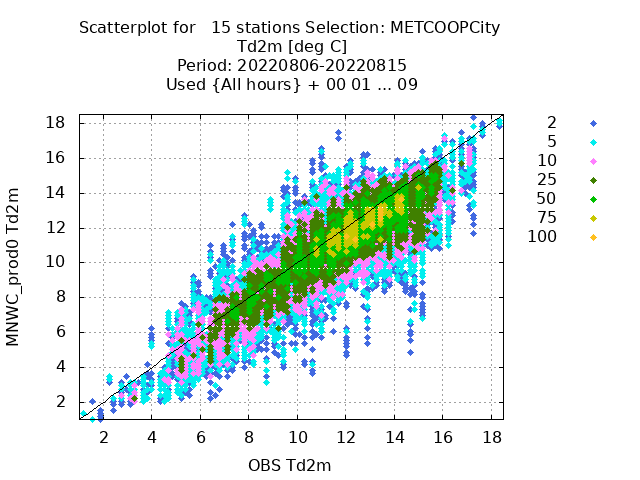 Scatterplot for   15 stations Selection: METCOOPCity
Td2m [deg C]
Period: 20220806-20220815
Used {All hours} + 00 01 ... 09
18
16
14
12
10
8
6
4
2
MNWC_prod0 Td2m
2 4 6 8 10 12 14 16 18
OBS Td2m
2
5
10
25
50
75
100